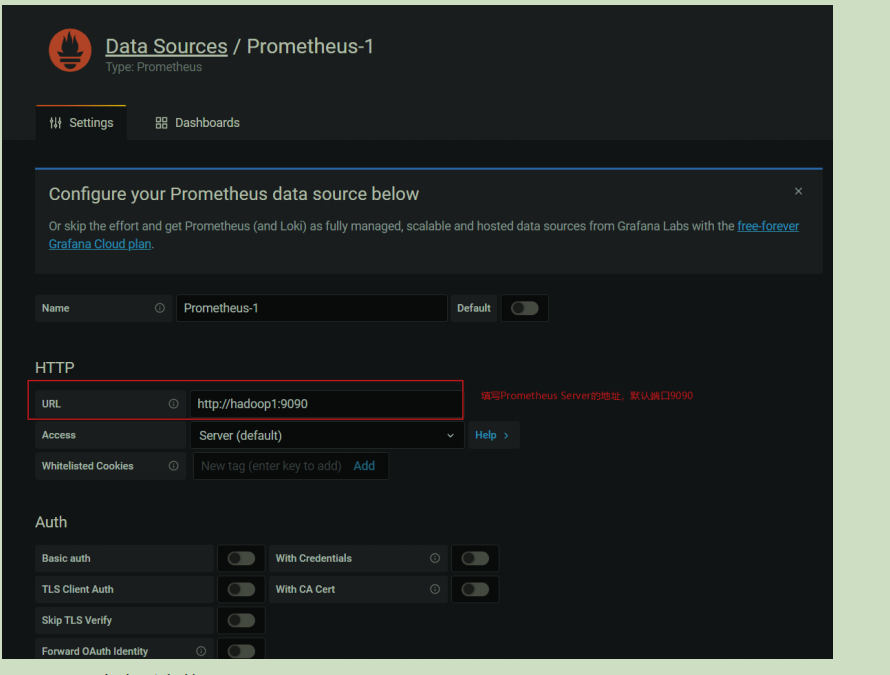 Data Sources / Prometheus-1
Type: Prometheus
Settings
Dashboards
Configure your Prometheus data source below
×
Or skip the effort and get Prometheus (and Loki) as fully managed, scalable and hosted data sources from Grafana Labs with the free-forever
Grafana Cloud plan.
Name
Prometheus-1
Default
HTTP
URL
http://hadoop1:9090
填写Prometheus Server的地址，默认端口9090
Access
Server (default)
Help >
Whitelisted Cookies
New tag (enter key to add)
Add
Auth
Basic auth
With Credentials
TLS Client Auth
With CA Cert
Skip TLS Verify
Forward OAuth Identity